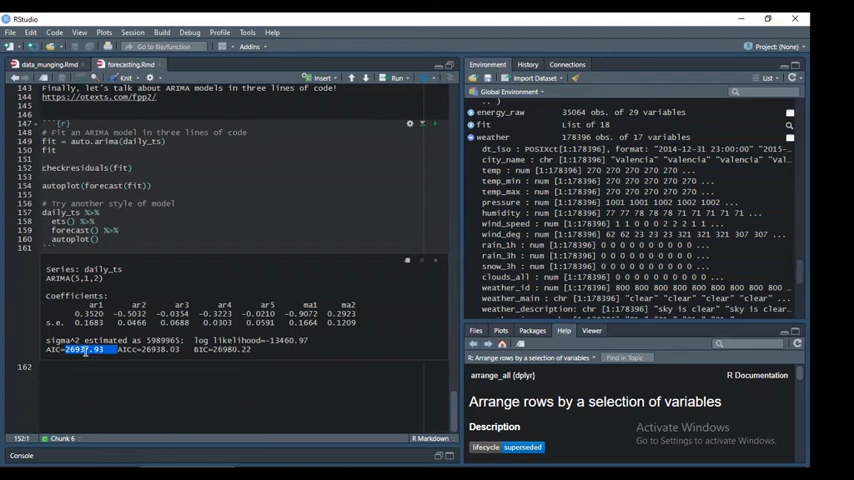 RStudio
File Edit Code View Plots Session Build Debug Profile Tools Help
Go to file/function
Addins
Project: (None)
data_munging.Rmd
forecasting.Rmd
Knit
Insert
Run
143 Finally, let's talk about ARIMA models in three lines of code!
144 https://otexts.com/fpp2/
145
146
147 ```{r}
148 # Fit an ARIMA model in three lines of code
149 fit = auto.arima(daily_ts)
150 fit
151
152 checkresiduals(fit)
153
154 autoplot(forecast(fit))
155
156 # Try another style of model
157 daily_ts %>%
158 ets() %>%
159 forecast() %>%
160 autoplot()
161 ```
Series: daily_ts
ARIMA(5,1,2)
Coefficients:
ar1 ar2 ar3 ar4 ar5 ma1 ma2
0.3520 -0.5032 -0.0354 -0.3223 -0.0210 -0.9072 0.2923
s.e. 0.1683 0.0466 0.0688 0.0303 0.0591 0.1664 0.1209
sigma^2 estimated as 5989965: log likelihood=-13460.97
AIC=26937.93 AICc=26938.03 BIC=26980.22
162
152:1
Chunk 6
R Markdown
Console
Environment History Connections
Import Dataset
List
Global Environment
.. )
energy_raw 35064 obs. of 29 variables
fit List of 18
weather 178396 obs. of 17 variables
dt_iso : POSIXct[1:178396], format: "2014-12-31 23:00:00" "2015-…
city_name : chr [1:178396] "Valencia" "Valencia" "Valencia" …
temp : num [1:178396] 270 270 270 270 270 ...
temp_min : num [1:178396] 270 270 270 270 270 ...
temp_max : num [1:178396] 270 270 270 270 270 ...
pressure : num [1:178396] 1001 1001 1002 1002 1002 ...
humidity : num [1:178396] 77 77 78 78 78 71 71 71 71 71 ...
wind_speed : num [1:178396] 1 1 0 0 0 2 2 2 1 1 ...
wind_deg : num [1:178396] 62 62 23 23 23 321 321 321 307 307 …
rain_1h : num [1:178396] 0 0 0 0 0 0 0 0 0 0 ...
rain_3h : num [1:178396] 0 0 0 0 0 0 0 0 0 0 ...
snow_3h : num [1:178396] 0 0 0 0 0 0 0 0 0 0 ...
clouds_all : num [1:178396] 0 0 0 0 0 0 0 0 0 0 ...
weather_id : num [1:178396] 800 800 800 800 800 800 800 800 80…
weather_main : chr [1:178396] "clear" "clear" "clear" "clear" …
weather_description : chr [1:178396] "sky is clear" "sky is cle…
Files Plots Packages Help Viewer
R: Arrange rows by a selection of variables
Find in Topic
arrange_all {dplyr}
R Documentation
Arrange rows by a selection of variables
Description
lifecycle superseded
Activate Windows
Go to Settings to activate Windows.